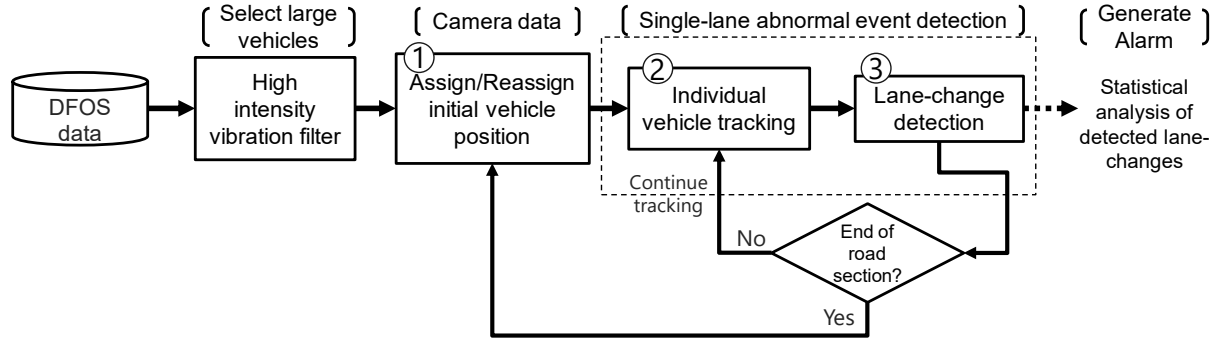 Select large
vehicles
Camera data
Single-lane abnormal event detection
Generate
Alarm
DFOS
data
High
intensity
vibration filter
1
Assign/Reassign
initial vehicle
position
2
Individual
vehicle tracking
3
Lane-change
detection
Statistical
analysis of
detected lane-
changes
Continue
tracking
No
End of
road
section?
Yes